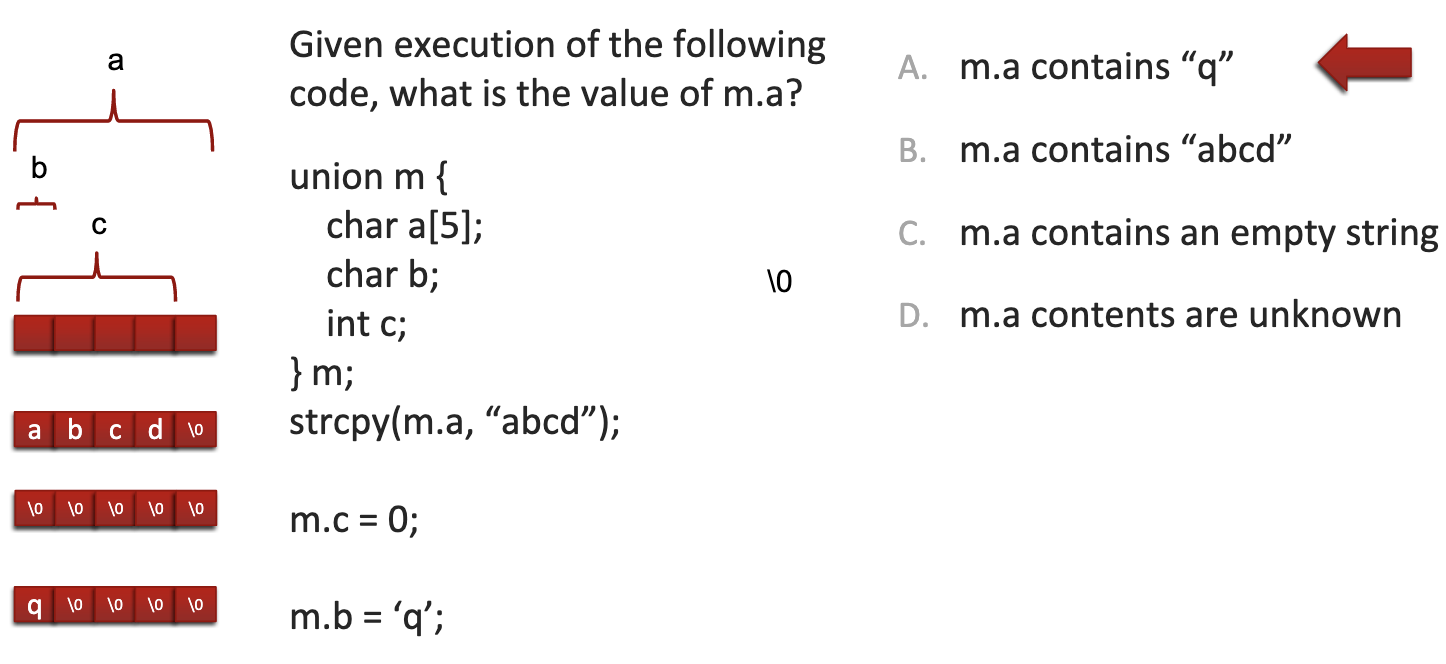 a
b
c
a b c d \0
\0 \0 \0 \0 \0
q \0 \0 \0 \0
Given execution of the following
code, what is the value of m.a?
union m {
char a[5];
char b;
int c;
} m;
strcpy(m.a, “abcd”);
m.c = 0;
m.b = ‘q’;
\0
A. m.a contains “q”
B. m.a contains “abcd”
C. m.a contains an empty string
D. m.a contents are unknown